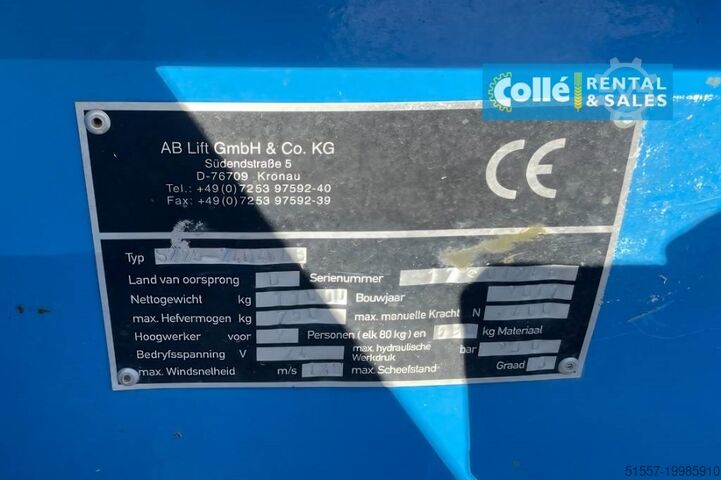 Collé RENTAL
& SALES
AB Lift GmbH & Co. KG
Südendstraße 5
D-76709 Kronau
Tel.: +49(0)7253 97592-40
Fax: +49(0)7253 97592-39
CE
Typ
Land van oorsprong D Serienummer
Nettogewicht kg Bouwjaar
max. Hefvermogen kg max. manuelle Kracht N
Hoogwerker voor Personen (elk 80 kg) en kg Materiaal
Bedryfsspanning V max. hydraulische Werkdruk bar
max. Windsnelheid m/s max. Scheefstand Graad
51557-19985910